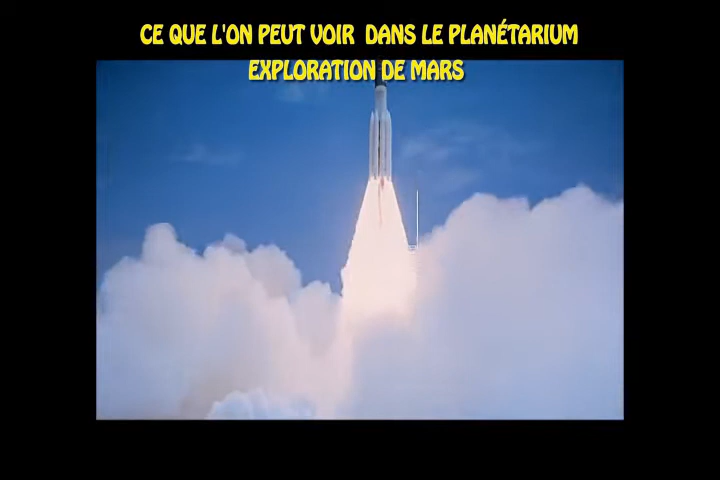 CE QUE L'ON PEUT VOIR DANS LE PLANÉTARIUM
EXPLORATION DE MARS